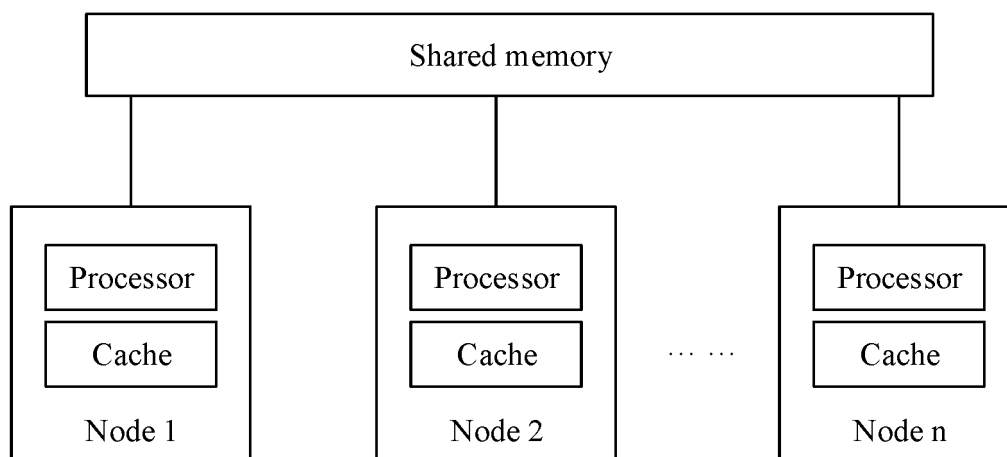 Shared memory
Processor
Cache
Node 1
Processor
Cache
Node 2
... ...
Processor
Cache
Node n